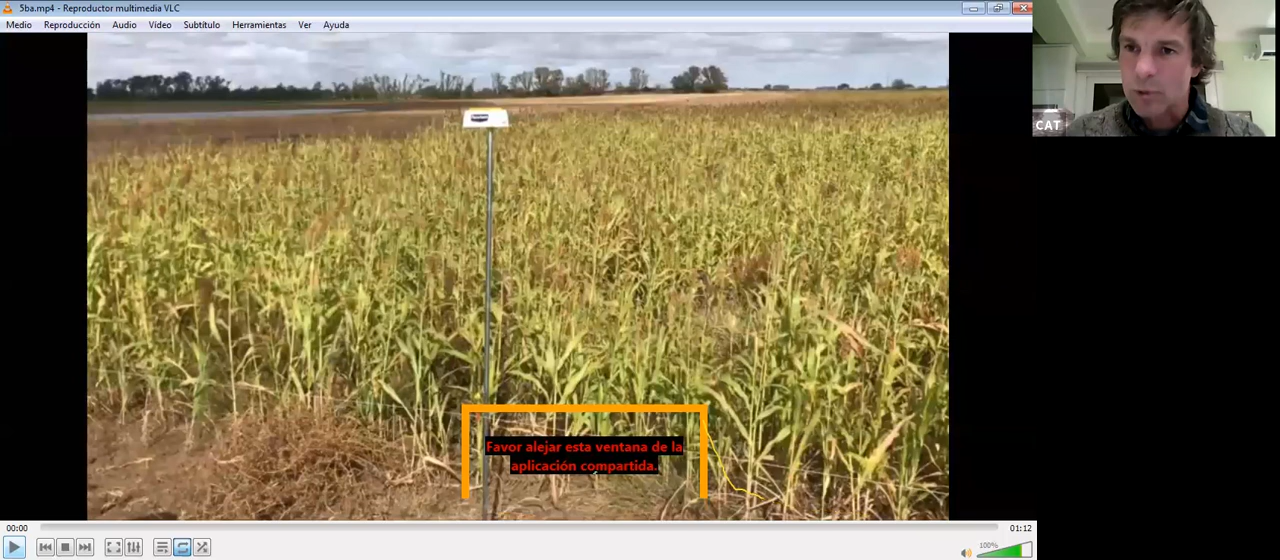 5ba.mp4 - Reproductor multimedia VLC
Medio Reproducción Audio Vídeo Subtítulo Herramientas Ver Ayuda
CAT
Favor alejar esta ventana de la
aplicación compartida.
00:00 01:12
100%